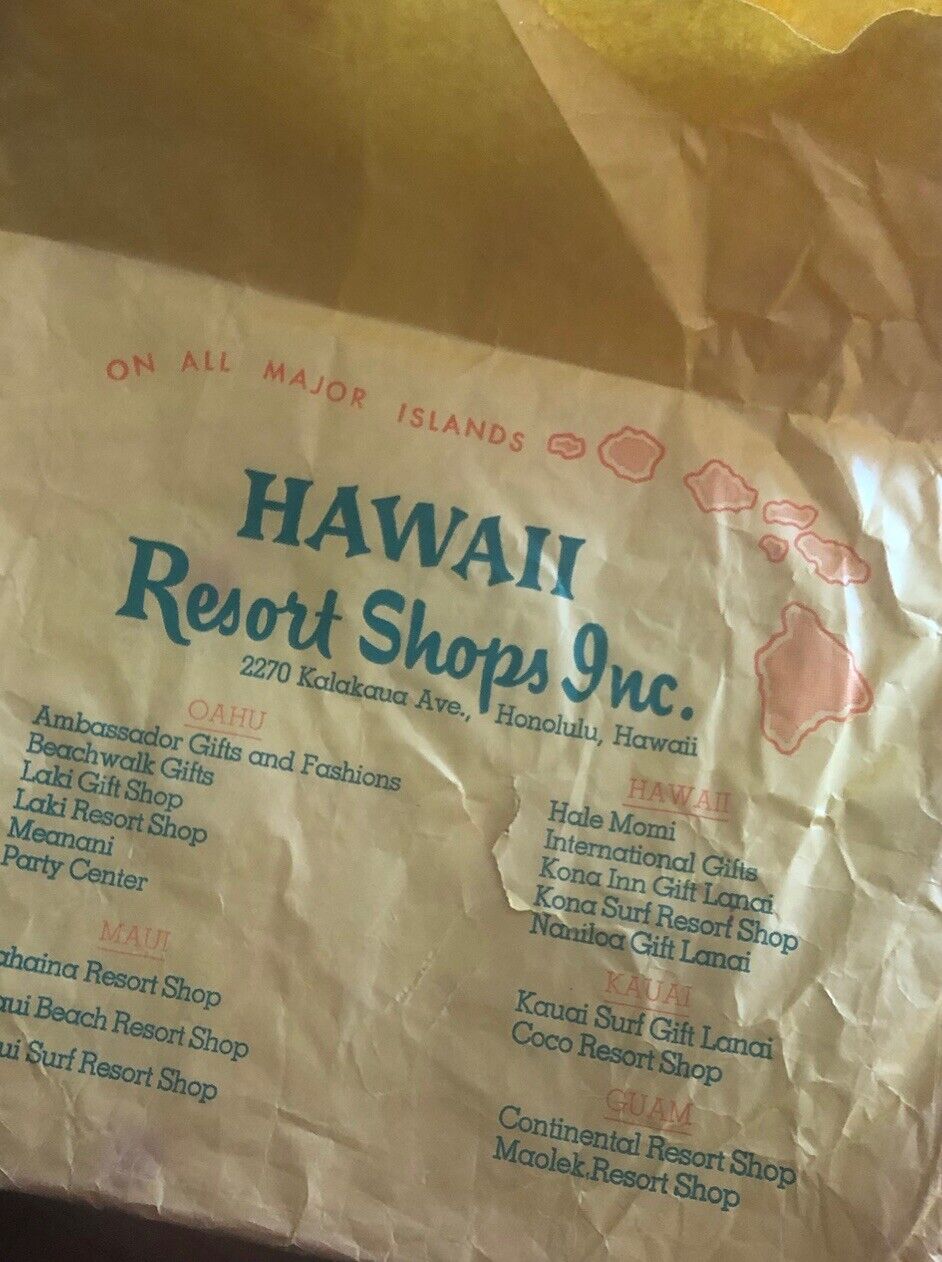 ON ALL MAJOR ISLANDS
HAWAII
Resort Shops Inc.
2270 Kalakaua Ave., Honolulu, Hawaii
OAHU
Ambassador Gifts and Fashions
Beachwalk Gifts
Laki Gift Shop
Laki Resort Shop
Meanani
Party Center
MAUI
ahaina Resort Shop
aui Beach Resort Shop
ui Surf Resort Shop
HAWAII
Hale Momi
International Gifts
Kona Inn Gift Lanai
Kona Surf Resort Shop
Naniloa Gift Lanai
KAUAI
Kauai Surf Gift Lanai
Coco Resort Shop
GUAM
Continental Resort Shop
Maolek.Resort Shop